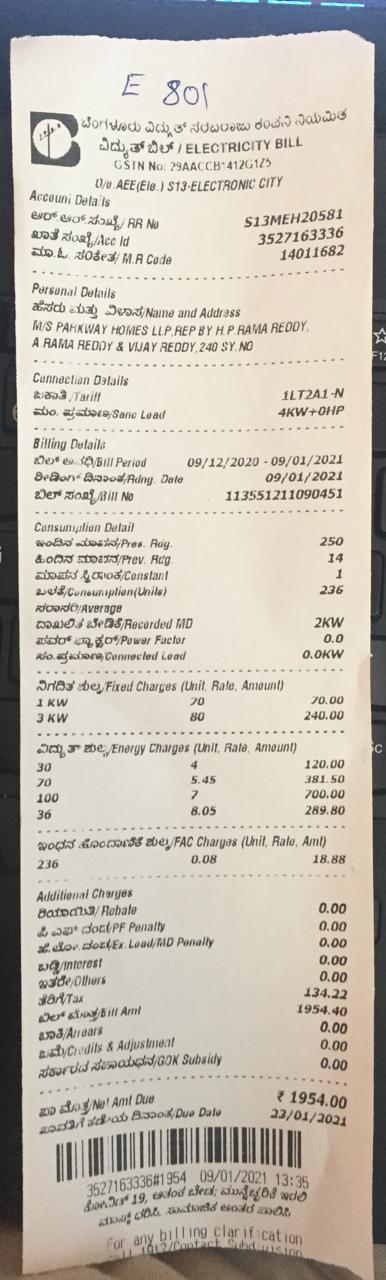 E 801
ಬೆಂಗಳೂರು ವಿದ್ಯುತ್ ಸರಬರಾಜು ಕಂಪನಿ ನಿಯಮಿತ
ವಿದ್ಯುತ್ ಬಿಲ್ / ELECTRICITY BILL
GSTIN No: 29AACCB1412G1Z5
O/o AEE(Ele.) S13-ELECTRONIC CITY
Account Details
ಆರ್.ಆರ್.ಸಂಖ್ಯೆ/ RR No S13MEH20581
ಖಾತೆ ಸಂಖ್ಯೆ/Acc Id 3527163336
ಮಾ.ಓ. ಸಂಕೇತ/ M.R Code 14011682
Personal Details
ಹೆಸರು ಮತ್ತು ವಿಳಾಸ/Name and Address
M/S PARKWAY HOMES LLP,REP BY H.P.RAMA REDDY,
A.RAMA REDDY & VIJAY REDDY,240 SY.NO
Connection Details
ಜಕಾತಿ /Tariff 1LT2A1-N
ಮಂ. ಪ್ರಮಾಣ/Sanc Load 4KW+0HP
Billing Details
ಬಿಲ್ ಅವಧಿ/Bill Period 09/12/2020 - 09/01/2021
ರೀಡಿಂಗ್ ದಿನಾಂಕ/Rdng. Date 09/01/2021
ಬಿಲ್ ಸಂಖ್ಯೆ/Bill No 113551211090451
Consumption Detail
ಇಂದಿನ ಮಾಪನ/Pres. Rdg. 250
ಹಿಂದಿನ ಮಾಪನ/Prev. Rdg. 14
ಮಾಪನ ಸ್ಥಿರಾಂಕ/Constant 1
ಬಳಕೆ/Consumption(Units) 236
ಸರಾಸರಿ/Average
ದಾಖಲಿತ ಬೇಡಿಕೆ/Recorded MD 2KW
ಪವರ್ ಫ್ಯಾಕ್ಟರ್/Power Factor 0.0
ಸಂ.ಪ್ರಮಾಣ/Connected Load 0.0KW
ನಿಗದಿತ ಶುಲ್ಕ/Fixed Charges (Unit, Rate, Amount)
1 KW 70 70.00
3 KW 80 240.00
ವಿದ್ಯುತ್ ಶುಲ್ಕ/Energy Charges (Unit, Rate, Amount)
30 4 120.00
70 5.45 381.50
100 7 700.00
36 8.05 289.80
ಇಂಧನ ಹೊಂದಾಣಿಕೆ ಶುಲ್ಕ/FAC Charges (Unit, Rate, Amt)
236 0.08 18.88
Additional Charges
ರಿಯಾಯಿತಿ/ Rebate 0.00
ಪಿ ಎಫ್ ದಂಡ/PF Penalty 0.00
ಹೆ.ಲೋ.ದಂಡ/Ex. Load/MD Penalty 0.00
ಬಡ್ಡಿ/Interest 0.00
ಇತರೇ/Others 0.00
ತೆರಿಗೆ/Tax 134.22
ಬಿಲ್ ಮೊತ್ತ/Bill Amt 1954.40
ಬಾಕಿ/Arrears 0.00
ಜಮೆ/Credits & Adjustment 0.00
ಸರ್ಕಾರದ ಸಹಾಯಧನ/GOK Subsidy 0.00
ಪಾ ಮೊತ್ತ/Net Amt Due ₹ 1954.00
ಪಾವತಿಗೆ ಕಡೆಯ ದಿನಾಂಕ/Due Date 23/01/2021
3527163336#1954 09/01/2021 13:35
ಕೋವಿಡ್ 19, ಆತಂಕ ಬೇಡ; ಮುನ್ನೆಚ್ಚರಿಕೆ ಇರಲಿ
ಮಾಸ್ಕ್ ಧರಿಸಿ, ಸಾಮಾಜಿಕ ಅಂತರ ಪಾಲಿಸಿ
For any billing clarification
call 1912/Contact Subdivision